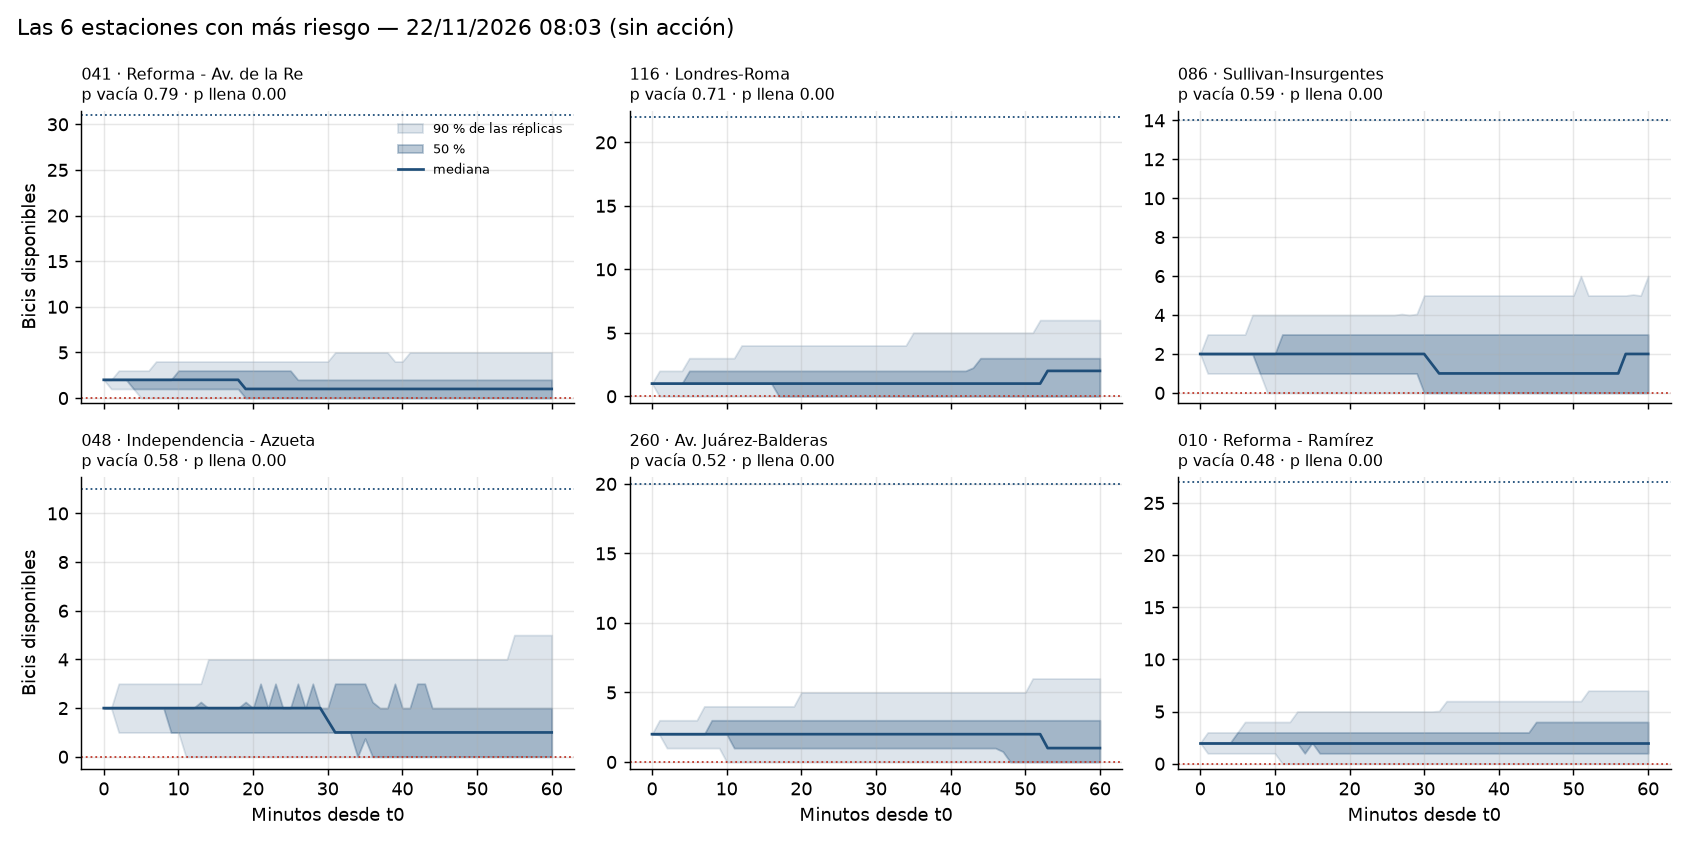 Las 6 estaciones con más riesgo — 22/11/2026 08:03 (sin acción)
041 · Reforma - Av. de la Re
p vacía 0.79 · p llena 0.00
30
25
20
15
10
5
0
Bicis disponibles
90 % de las réplicas
50 %
mediana
116 · Londres-Roma
p vacía 0.71 · p llena 0.00
20
15
10
5
0
086 · Sullivan-Insurgentes
p vacía 0.59 · p llena 0.00
14
12
10
8
6
4
2
0
048 · Independencia - Azueta
p vacía 0.58 · p llena 0.00
10
8
6
4
2
0
Bicis disponibles
0 10 20 30 40 50 60
Minutos desde t0
260 · Av. Juárez-Balderas
p vacía 0.52 · p llena 0.00
20
15
10
5
0
0 10 20 30 40 50 60
Minutos desde t0
010 · Reforma - Ramírez
p vacía 0.48 · p llena 0.00
25
20
15
10
5
0
0 10 20 30 40 50 60
Minutos desde t0